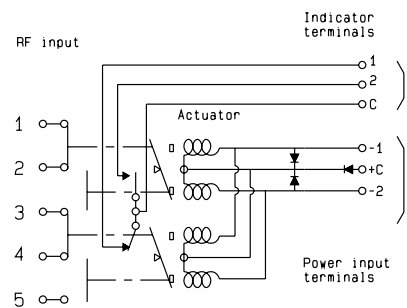 Indicator
terminals
RF input
1
2
C
Actuator
1
2
3
4
5
-1
+C
-2
Power input
terminals